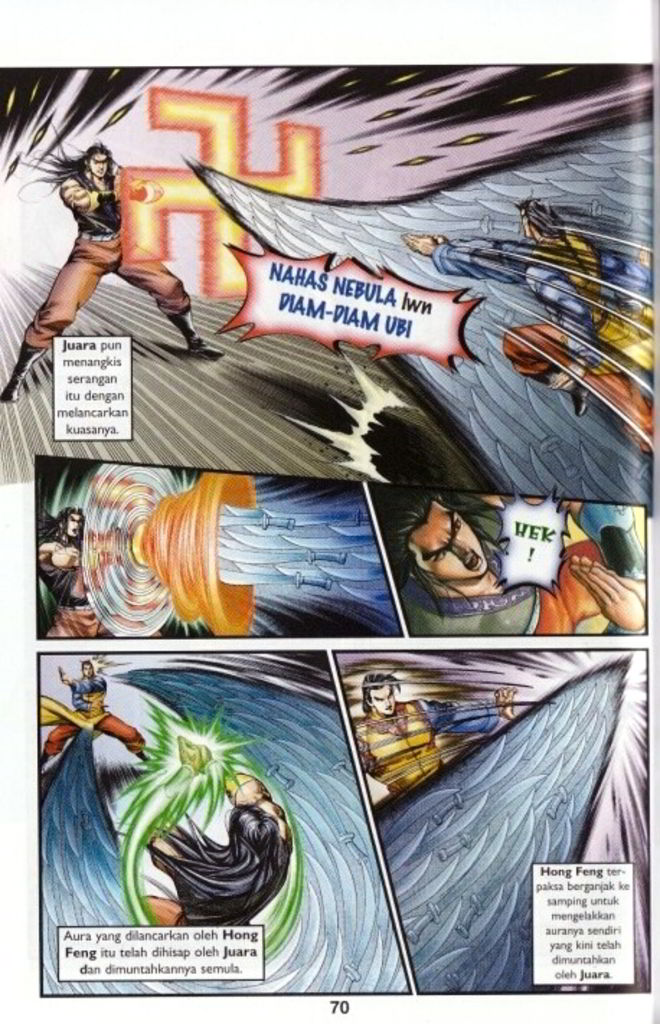 NAHAS NEBULA lwn
DIAM-DIAM UBI
Juara pun
menangkis
serangan
itu dengan
melancarkan
kuasanya.
HEK
!
Aura yang dilancarkan oleh Hong
Feng itu telah dihisap oleh Juara
dan dimuntahkannya semula.
Hong Feng ter-
paksa berganjak ke
samping untuk
mengelakkan
auranya sendiri
yang kini telah
dimuntahkan
oleh Juara.
70